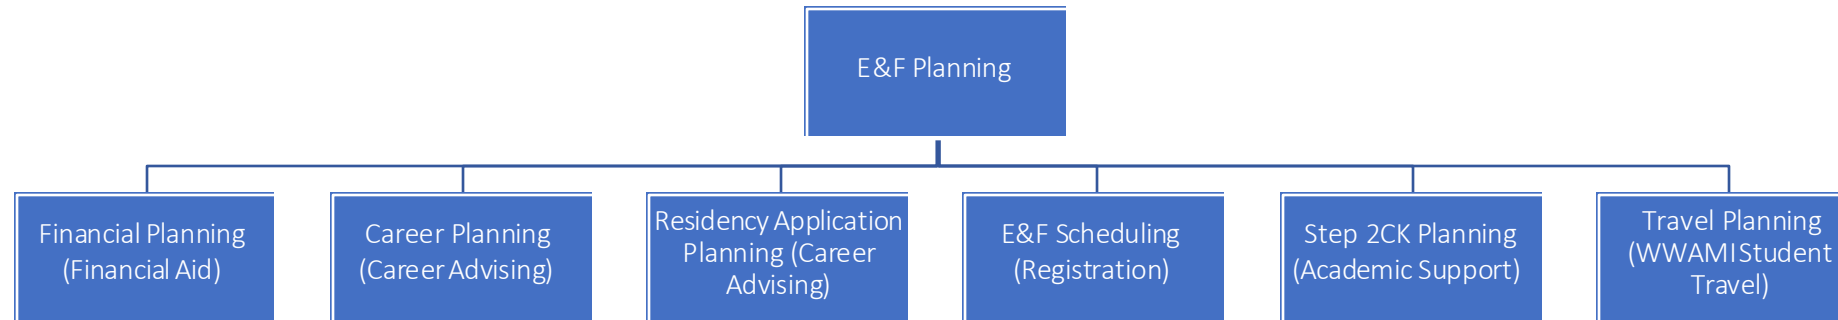 E&F Planning
Financial Planning
(Financial Aid)
Career Planning
(Career Advising)
Residency Application
Planning (Career
Advising)
E&F Scheduling
(Registration)
Step 2CK Planning
(Academic Support)
Travel Planning
(WWAMI Student
Travel)